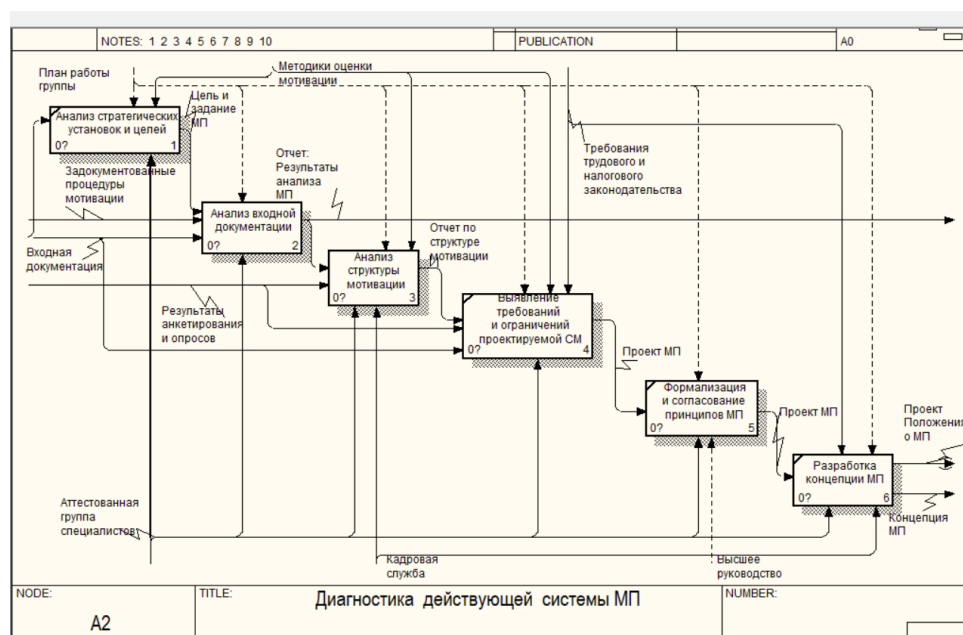 NOTES: 1 2 3 4 5 6 7 8 9 10
PUBLICATION
A0
План работы
группы
Методики оценки
мотивации
Цель и
задание
МП
Анализ стратегических
установок и целей
0?
1
Задокументованные
процедуры
мотивации
Отчет:
Результаты
анализа
МП
Требования
трудового и
налогового
законодательства
Анализ входной
документации
0?
2
Входная
документация
Отчет по
структуре
мотивации
Анализ
структуры
мотивации
0?
3
Результаты
анкетирования
и опросов
Выявление
требований
и ограничений
проектируемой СМ
0?
4
Проект МП
Формализация
и согласование
принципов МП
0?
5
Проект МП
Проект
Положения
о МП
Разработка
концепции МП
0?
6
Концепция
МП
Аттестованная
группа
специалистов
Кадровая
служба
Высшее
руководство
NODE:
A2
TITLE:
Диагностика действующей системы МП
NUMBER: